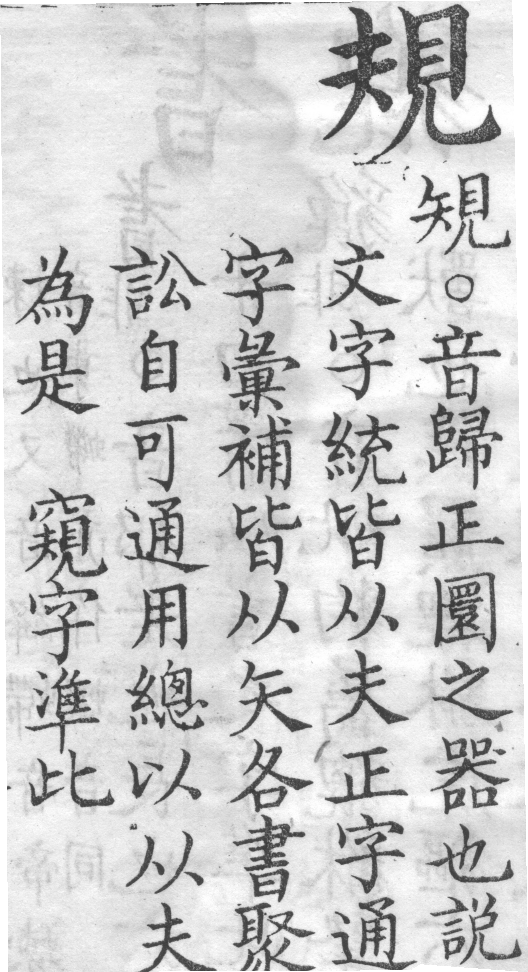 規
䂓。音歸正圜之器也説
文字統皆从夫正字通
字彙補皆从矢各書聚
訟自可通用總以从夫
為是 窺字準此